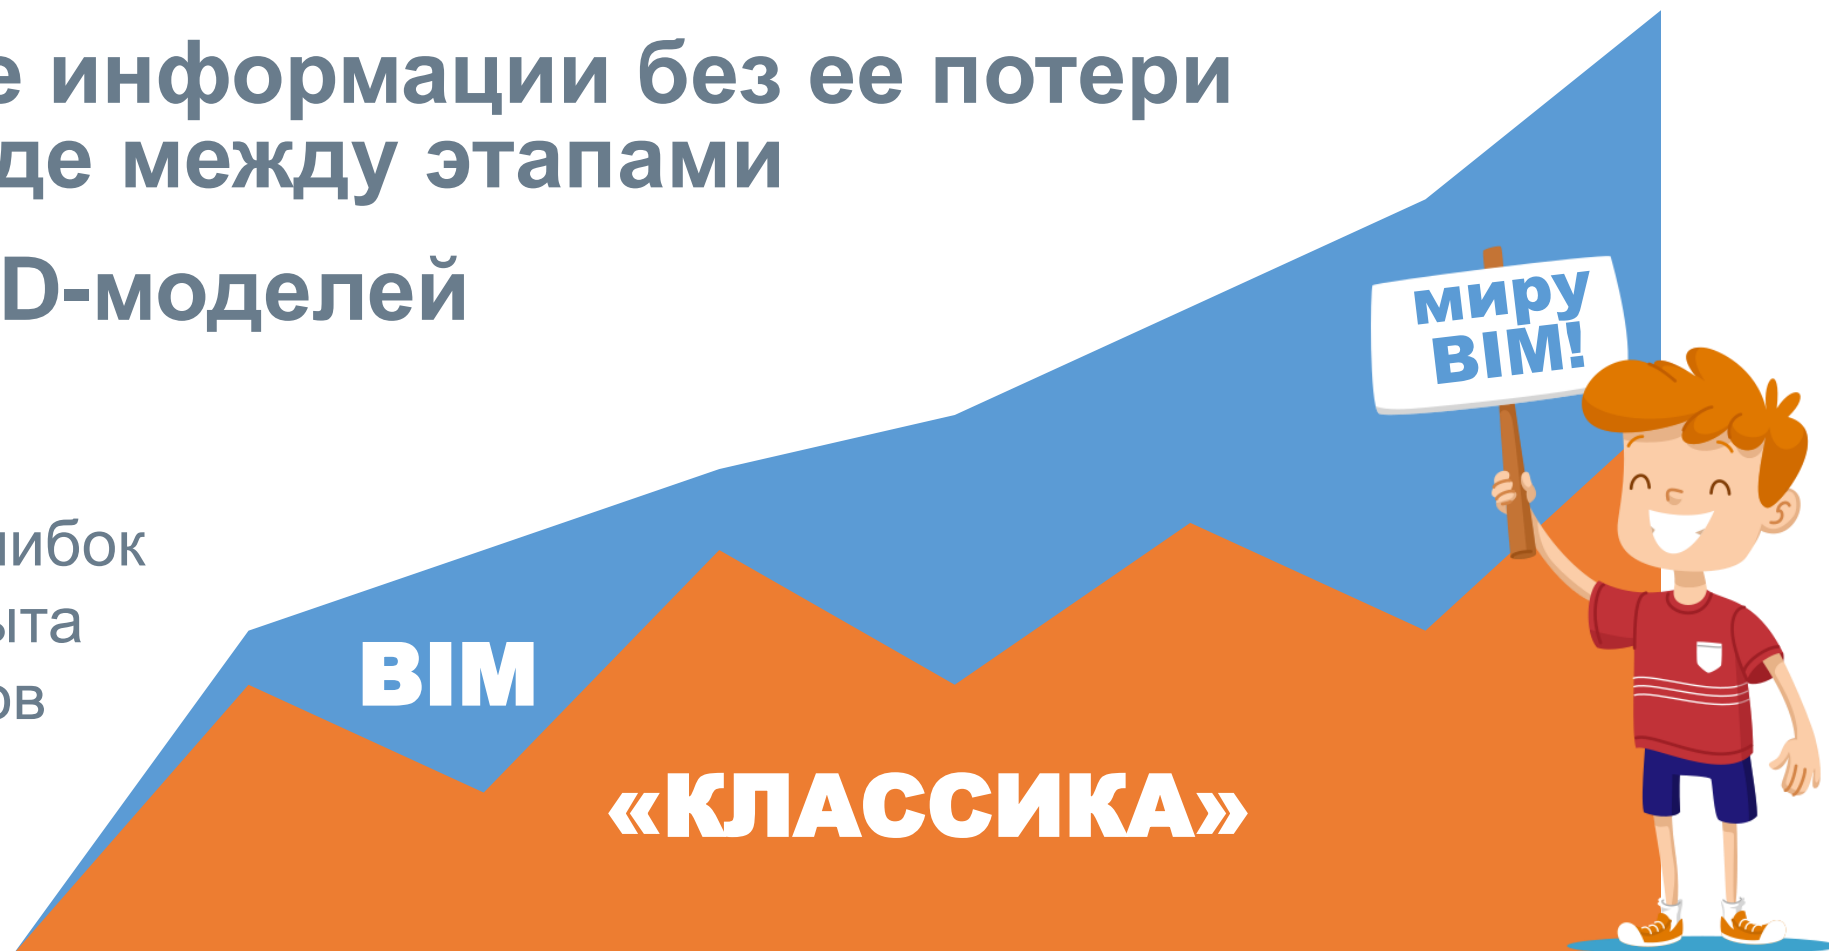 е информации без ее потери
де между этапами
D-моделей
миру
BIM!
ибок
ыта
ов
BIM
«КЛАССИКА»